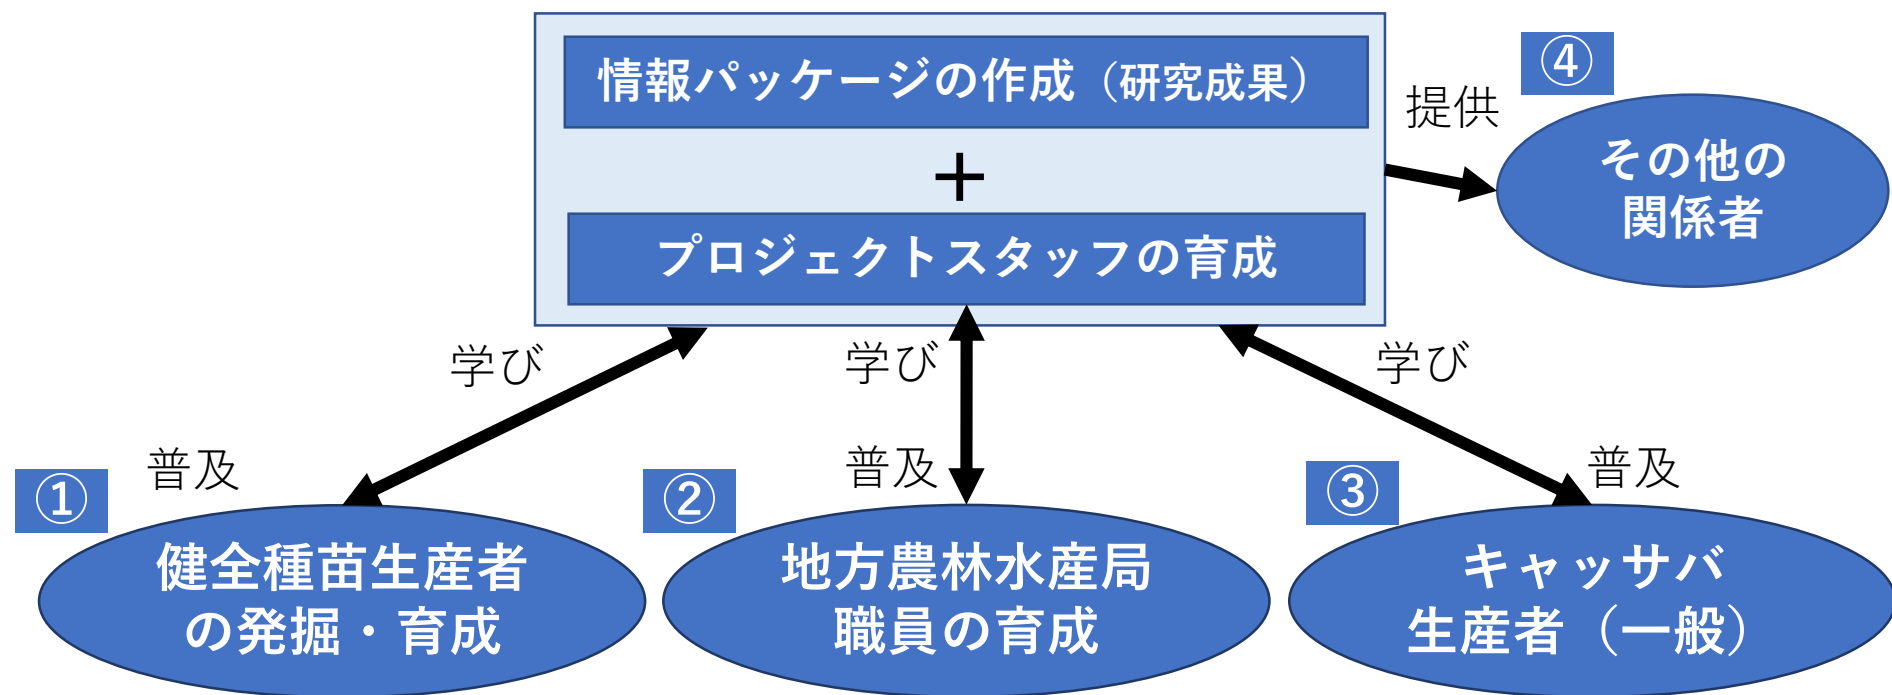 情報パッケージの作成（研究成果）
＋
プロジェクトスタッフの育成
提供
④
その他の
関係者
学び
学び
学び
普及
普及
普及
①
健全種苗生産者
の発掘・育成
②
地方農林水産局
職員の育成
③
キャッサバ
生産者（一般）